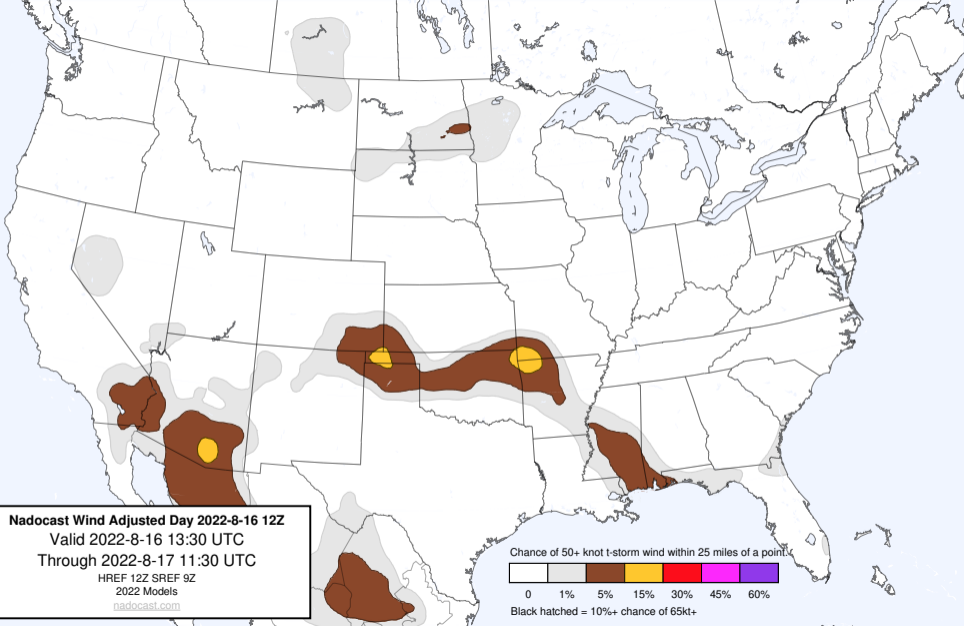 Nadocast Wind Adjusted Day 2022-8-16 12Z
Valid 2022-8-16 13:30 UTC
Through 2022-8-17 11:30 UTC
HREF 12Z SREF 9Z
2022 Models
nadocast.com
Chance of 50+ knot t-storm wind within 25 miles of a point.
0 1% 5% 15% 30% 45% 60%
Black hatched = 10%+ chance of 65kt+